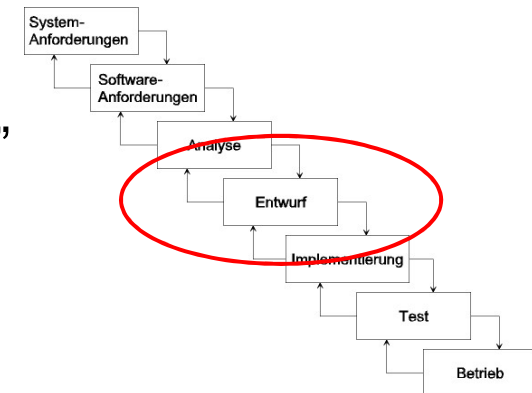 System-
Anforderungen
Software-
Anforderungen
"
Analyse
Entwurf
Implementierung
Test
Betrieb